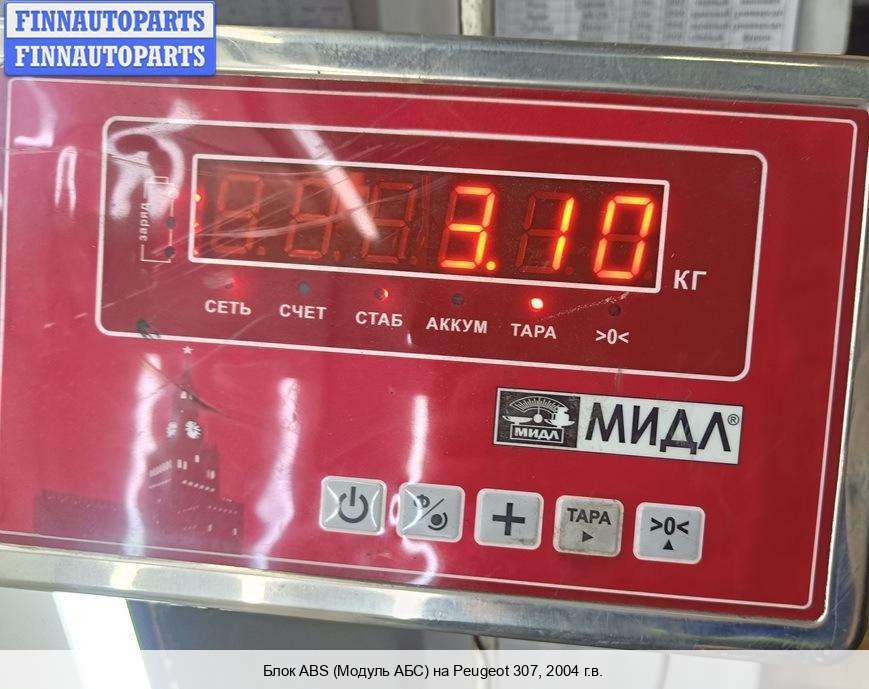 FINNAUTOPARTS
FINNAUTOPARTS
заряд
3.10
КГ
СЕТЬ СЧЕТ СТАБ АККУМ ТАРА >0<
МИДЛ МИДЛ®
+ ТАРА >0<
Блок ABS (Модуль АБС) на Peugeot 307, 2004 г.в.